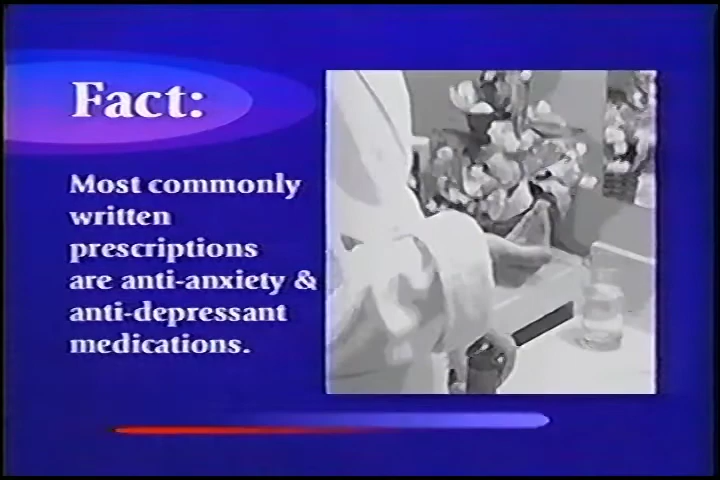 Fact:
Most commonly
written
prescriptions
are anti-anxiety &
anti-depressant
medications.